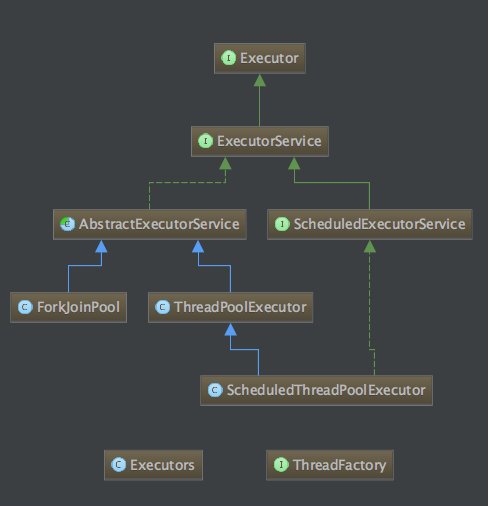 I Executor
I ExecutorService
C AbstractExecutorService
I ScheduledExecutorService
C ForkJoinPool
C ThreadPoolExecutor
C ScheduledThreadPoolExecutor
C Executors
I ThreadFactory